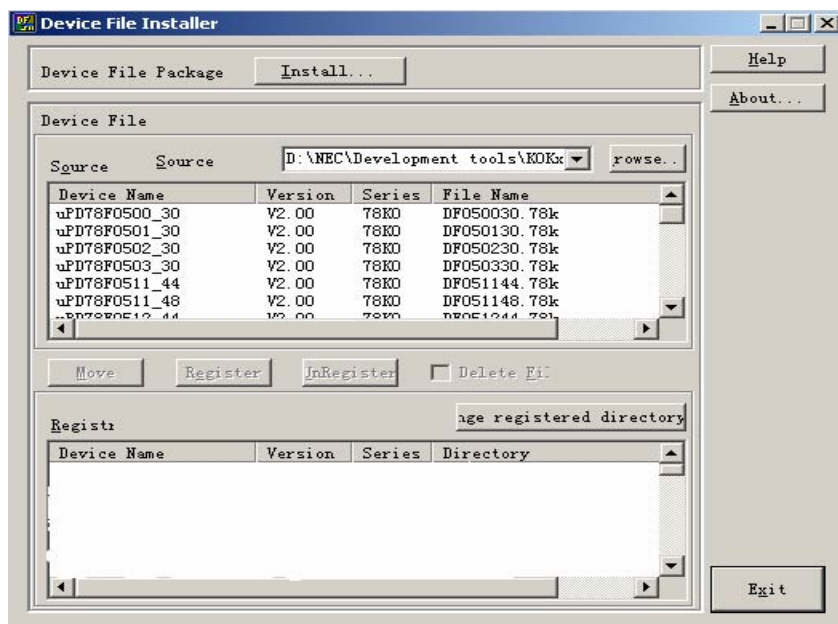 Device File Installer
Device File Package Install...
Help
About...
Device File
Source Source D:\NEC\Development tools\KOKx rowse..
Device Name Version Series File Name
uPD78F0500_30 V2.00 78K0 DF050030.78k
uPD78F0501_30 V2.00 78K0 DF050130.78k
uPD78F0502_30 V2.00 78K0 DF050230.78k
uPD78F0503_30 V2.00 78K0 DF050330.78k
uPD78F0511_44 V2.00 78K0 DF051144.78k
uPD78F0511_48 V2.00 78K0 DF051148.78k
Move Register UnRegister Delete Fil
Registr nge registered directory
Device Name Version Series Directory
Exit